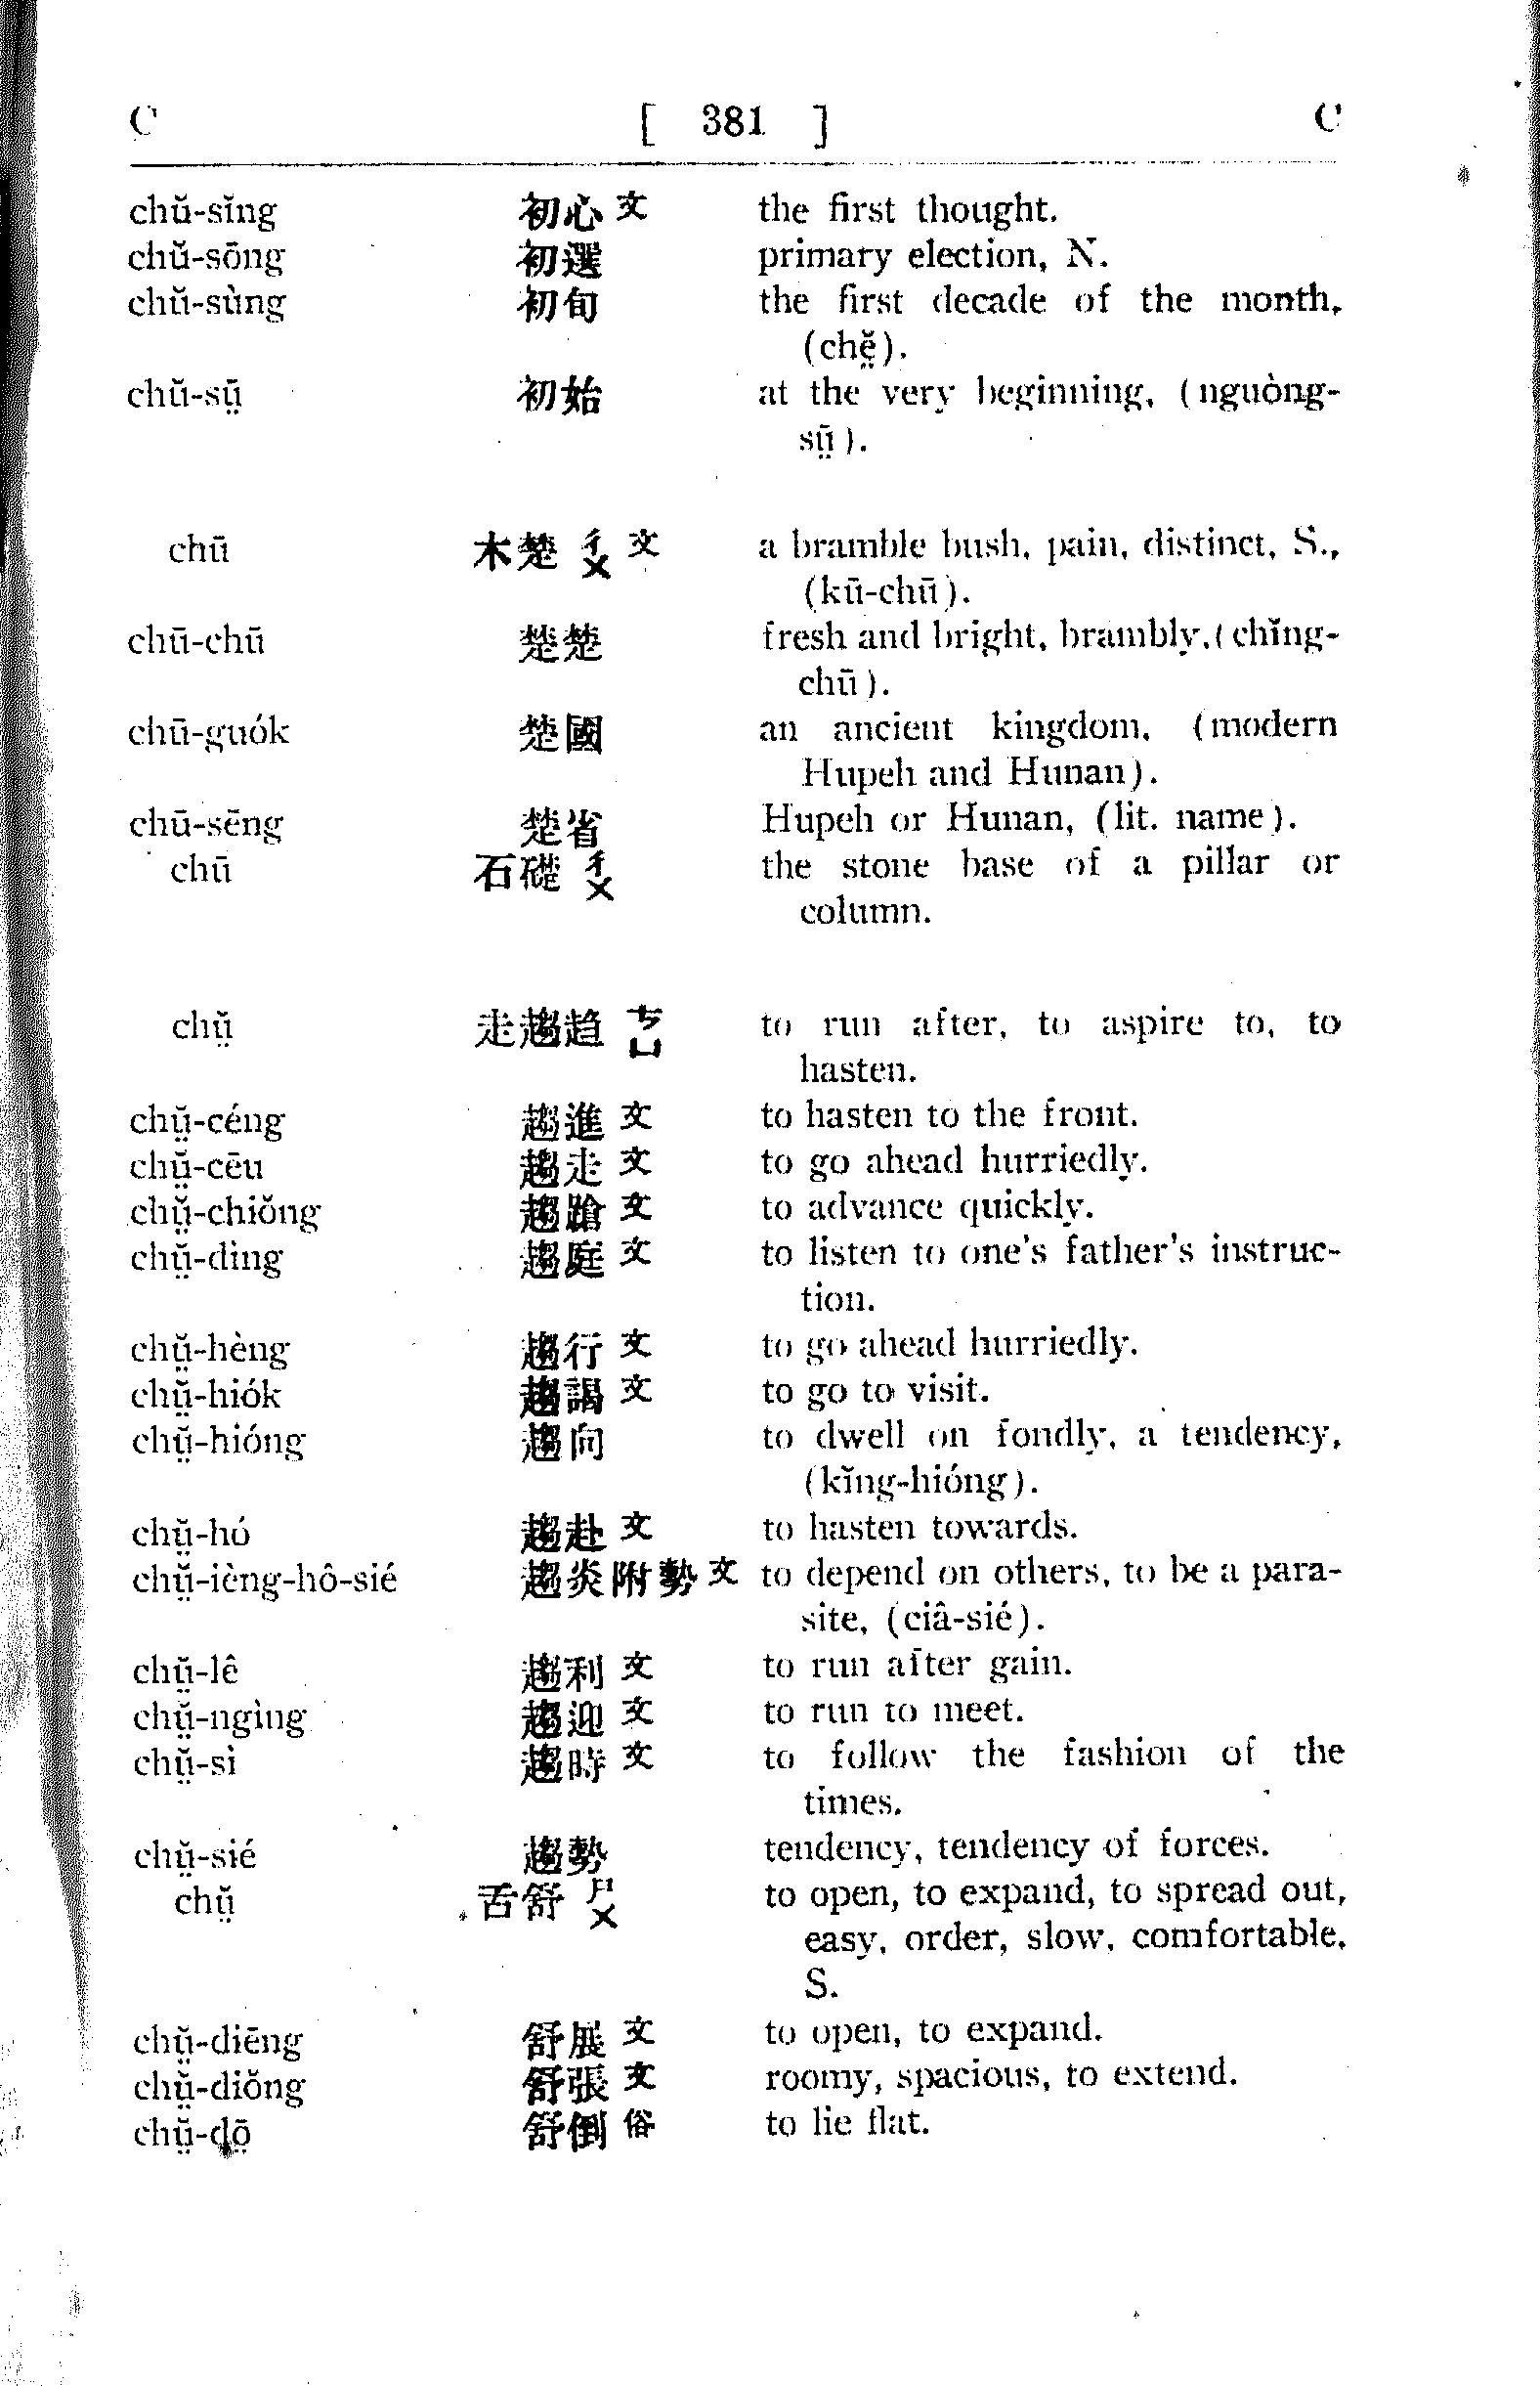 C [ 381 ] C
chŭ-sĭng 初心 文 the first thought.
chŭ-sōng 初選 primary election, N.
chŭ-sùng 初旬 the first decade of the month,
(chĕ̤).
chŭ-sṳ̄ 初始 at the very beginning, (nguòng-
sṳ̄).
chū 木楚 ㄔㄨ 文 a bramble bush, pain, distinct, S.,
(kū-chū).
chū-chū 楚楚 fresh and bright, brambly,(chĭng-
chū).
chū-guók 楚國 an ancient kingdom, (modern
Hupeh and Hunan).
chū-sēng 楚省 Hupeh or Hunan, (lit. name).
chū 石礎 ㄔㄨ the stone base of a pillar or
column.
chṳ̆ 走趨趋 ㄘㄩ to run after, to aspire to, to
hasten.
chṳ̆-céng 趨進 文 to hasten to the front.
chṳ̆-cēu 趨走 文 to go ahead hurriedly.
chṳ̆-chiŏng 趨蹌 文 to advance quickly.
chṳ̆-dìng 趨庭 文 to listen to one's father's instruc-
tion.
chṳ̆-hèng 趨行 文 to go ahead hurriedly.
chṳ̆-hiók 趨謁 文 to go to visit.
chṳ̆-hióng 趨向 to dwell on fondly, a tendency,
(kĭng-hióng).
chṳ̆-hó 趨赴 文 to hasten towards.
chṳ̆-ièng-hô-sié 趨炎附勢 文 to depend on others, to be a para-
site, (ciâ-sié).
chṳ̆-lê 趨利 文 to run after gain.
chṳ̆-ngìng 趨迎 文 to run to meet.
chṳ̆-sì 趨時 文 to follow the fashion of the
times.
chṳ̆-sié 趨勢 tendency, tendency of forces.
chṳ̆ 舌舒 ㄕㄨ to open, to expand, to spread out,
easy, order, slow, comfortable,
S.
chṳ̆-diēng 舒展 文 to open, to expand.
chṳ̆-diŏng 舒張 文 roomy, spacious, to extend.
chṳ̆-dō̤ 舒倒 俗 to lie flat.